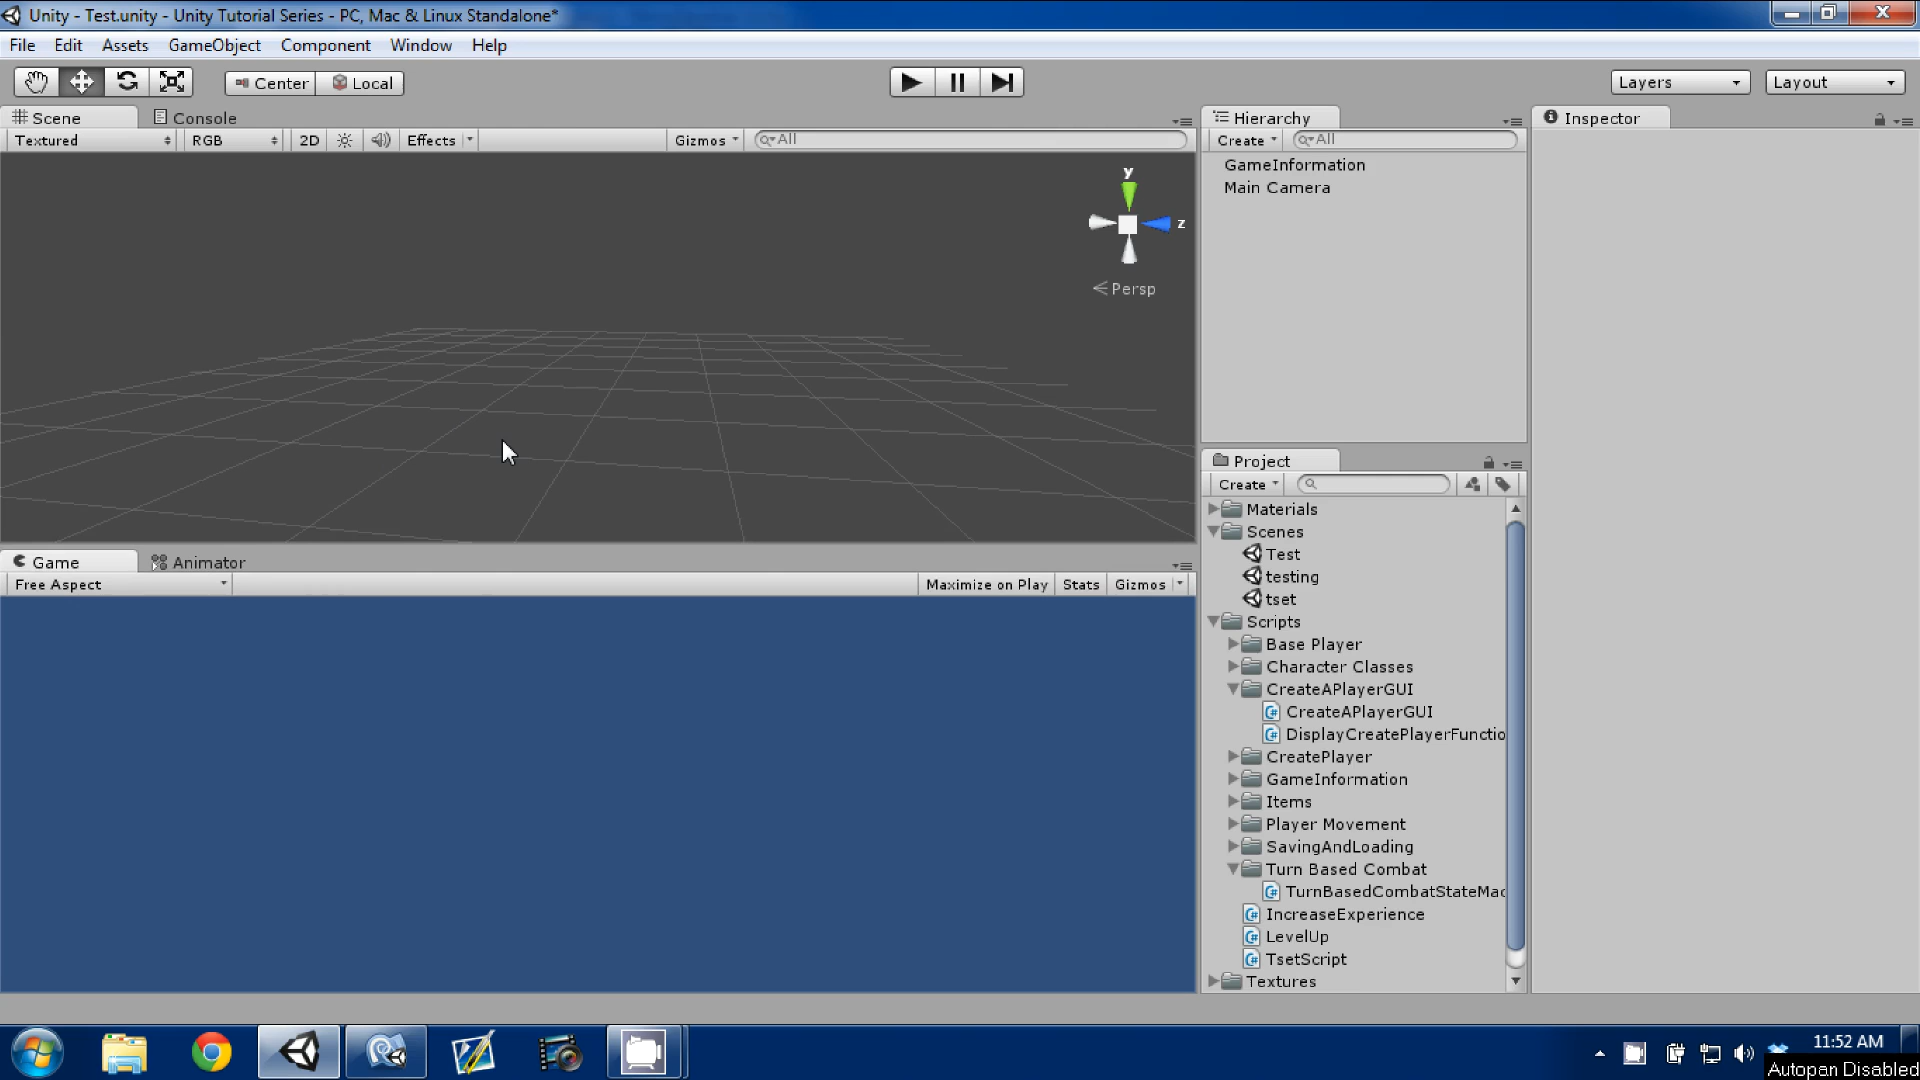 Unity - Test.unity - Unity Tutorial Series - PC, Mac & Linux Standalone*
File Edit Assets GameObject Component Window Help
Center Local Layers Layout
Scene Console
Textured RGB 2D Effects Gizmos All
y
z
Persp
Hierarchy
Create All
GameInformation
Main Camera
Inspector
Game Animator
Free Aspect Maximize on Play Stats Gizmos
Project
Create
Materials
Scenes
Test
testing
tset
Scripts
Base Player
Character Classes
CreateAPlayerGUI
CreateAPlayerGUI
DisplayCreatePlayerFunctio
CreatePlayer
GameInformation
Items
Player Movement
SavingAndLoading
Turn Based Combat
TurnBasedCombatStateMac
IncreaseExperience
LevelUp
TsetScript
Textures
11:52 AM
Autopan Disabled